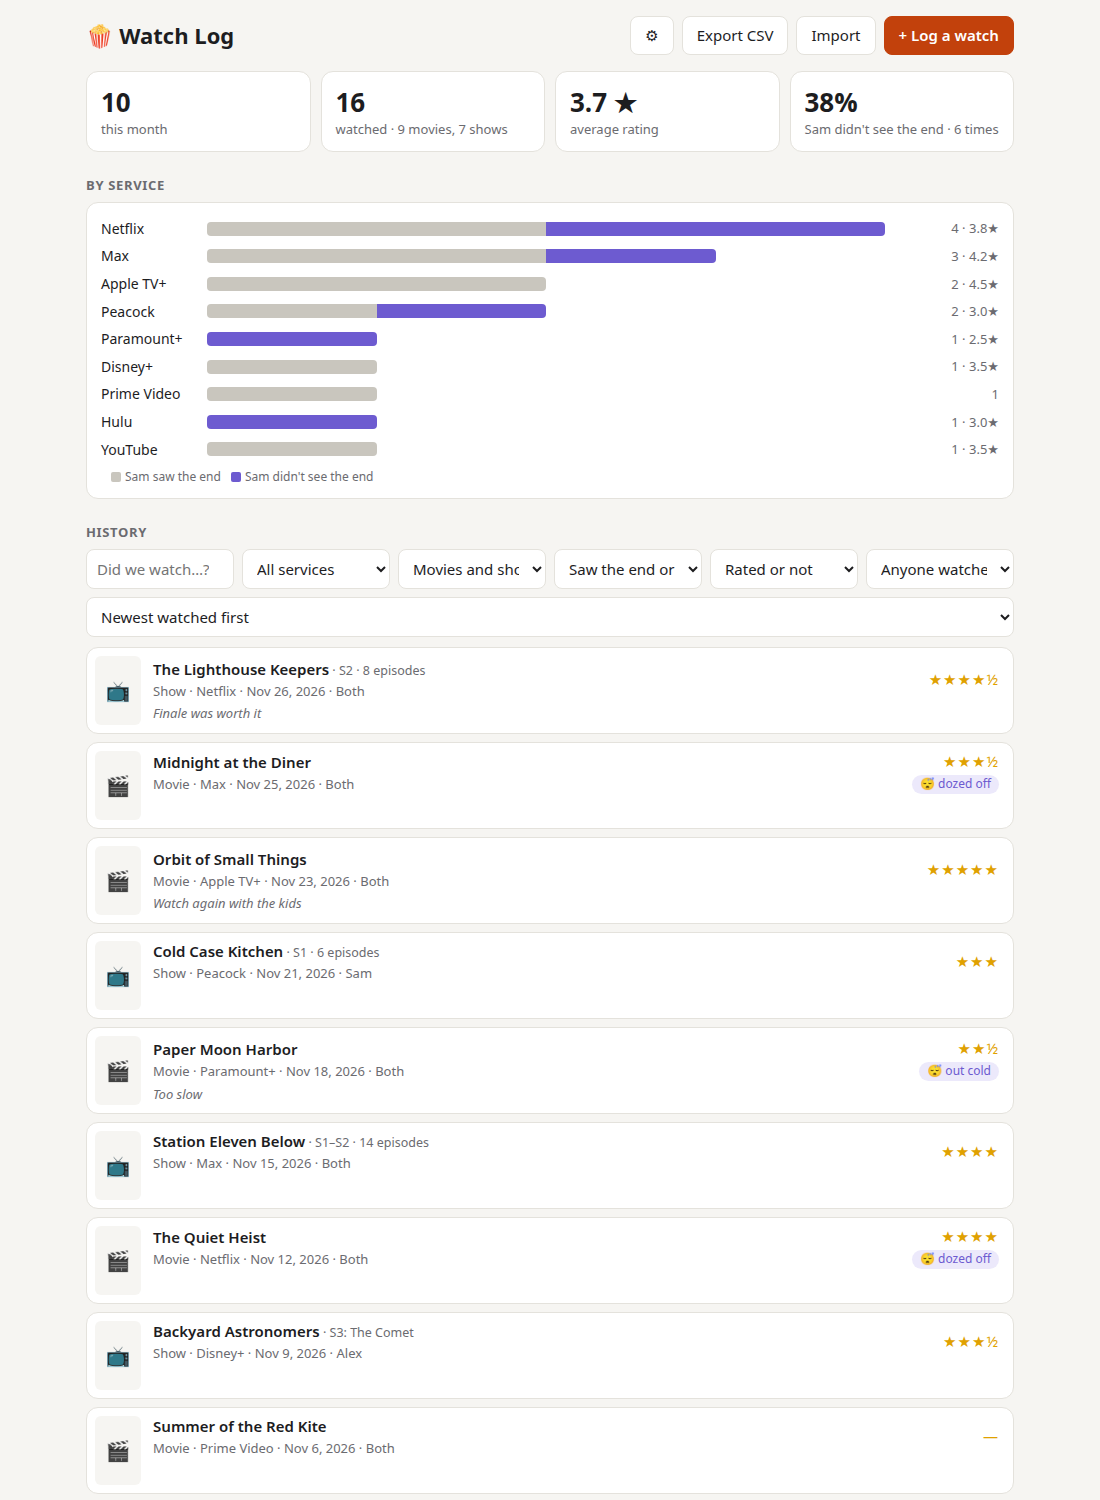 🍿 Watch Log
⚙ Export CSV Import + Log a watch
10
this month
16
watched · 9 movies, 7 shows
3.7 ★
average rating
38%
Sam didn't see the end · 6 times
BY SERVICE
Netflix 4 · 3.8★
Max 3 · 4.2★
Apple TV+ 2 · 4.5★
Peacock 2 · 3.0★
Paramount+ 1 · 2.5★
Disney+ 1 · 3.5★
Prime Video 1
Hulu 1 · 3.0★
YouTube 1 · 3.5★
Sam saw the end Sam didn't see the end
HISTORY
Did we watch...? All services Movies and sho Saw the end or Rated or not Anyone watche
Newest watched first
The Lighthouse Keepers · S2 · 8 episodes
Show · Netflix · Nov 26, 2026 · Both
Finale was worth it
★★★★½
Midnight at the Diner
Movie · Max · Nov 25, 2026 · Both
★★★½
😴 dozed off
Orbit of Small Things
Movie · Apple TV+ · Nov 23, 2026 · Both
Watch again with the kids
★★★★★
Cold Case Kitchen · S1 · 6 episodes
Show · Peacock · Nov 21, 2026 · Sam
★★★
Paper Moon Harbor
Movie · Paramount+ · Nov 18, 2026 · Both
Too slow
★★½
😴 out cold
Station Eleven Below · S1–S2 · 14 episodes
Show · Max · Nov 15, 2026 · Both
★★★★
The Quiet Heist
Movie · Netflix · Nov 12, 2026 · Both
★★★★
😴 dozed off
Backyard Astronomers · S3: The Comet
Show · Disney+ · Nov 9, 2026 · Alex
★★★½
Summer of the Red Kite
Movie · Prime Video · Nov 6, 2026 · Both
—